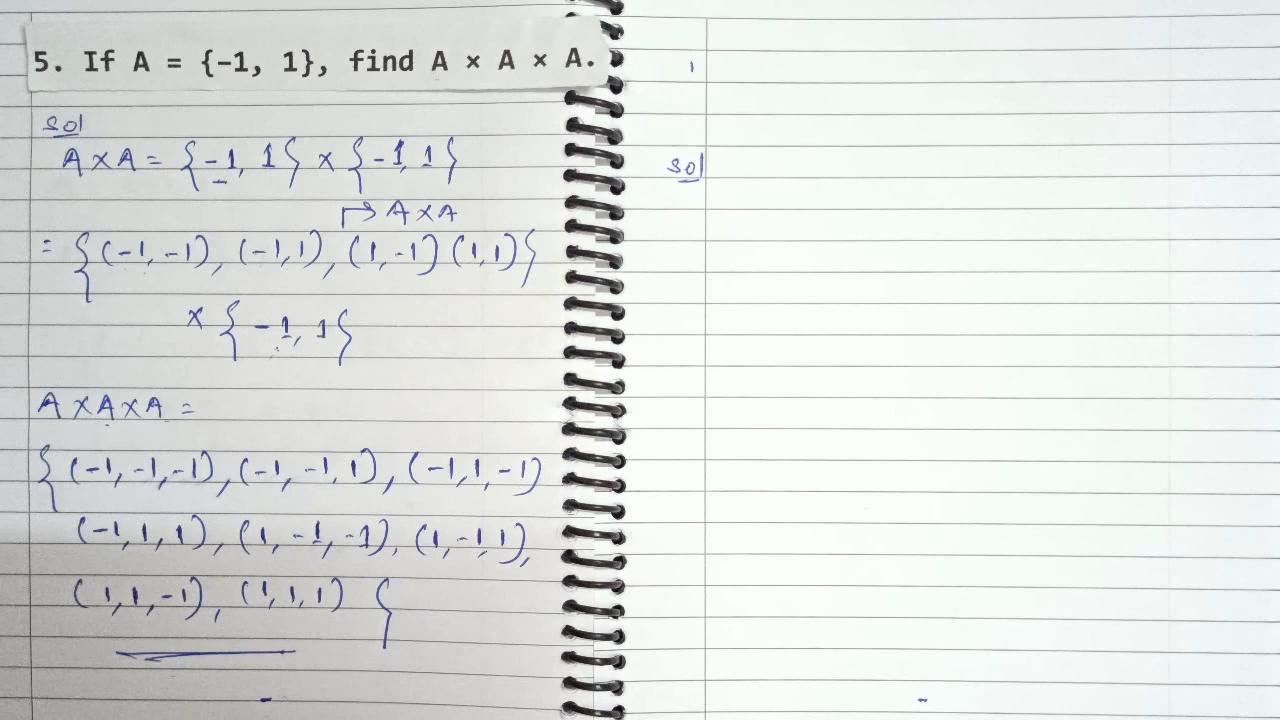 5. If A = {-1, 1}, find A × A × A.
sol
A × A = {-1, 1} × {-1, 1}
→ A × A
= {(-1, -1), (-1, 1) (1, -1) (1, 1)}
× {-1, 1}
A × A × A =
{(-1, -1, -1), (-1, -1, 1), (-1, 1, -1)
(-1, 1, 1), (1, -1, -1), (1, -1, 1),
(1, 1, -1), (1, 1, 1)}
sol